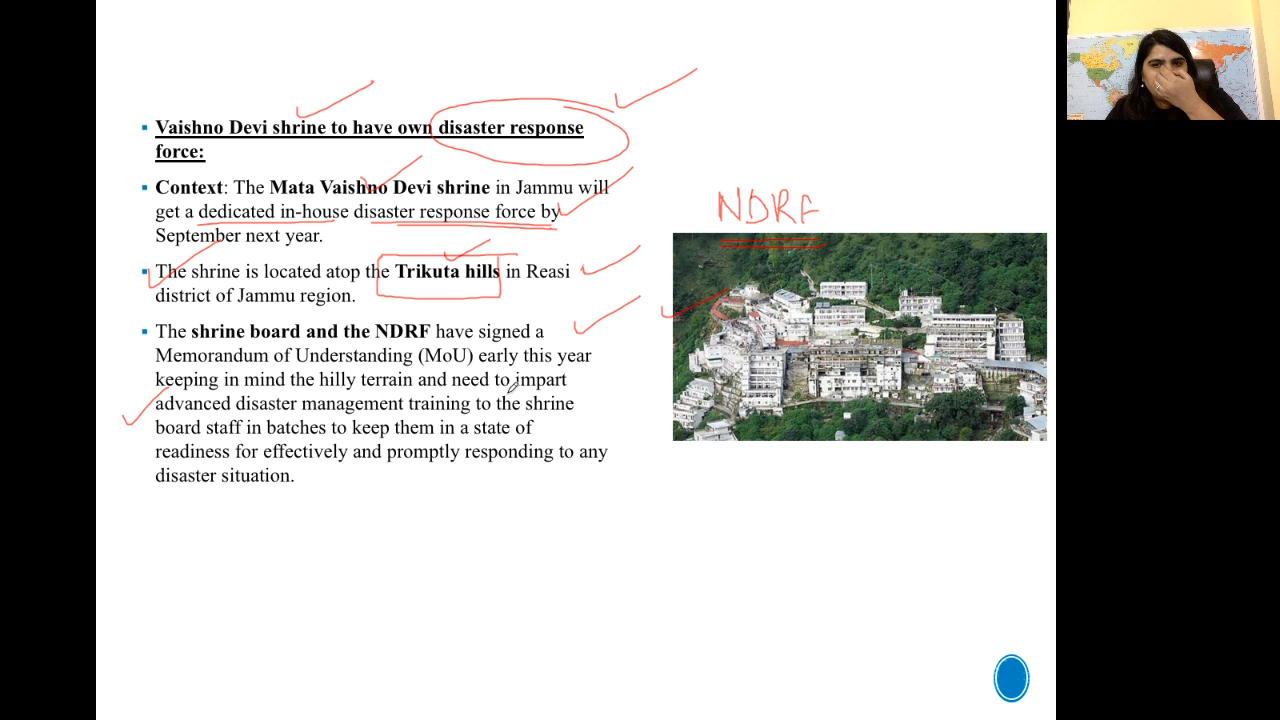 Vaishno Devi shrine to have own disaster response
force:
Context: The Mata Vaishno Devi shrine in Jammu will
get a dedicated in-house disaster response force by
September next year.
The shrine is located atop the Trikuta hills in Reasi
district of Jammu region.
The shrine board and the NDRF have signed a
Memorandum of Understanding (MoU) early this year
keeping in mind the hilly terrain and need to impart
advanced disaster management training to the shrine
board staff in batches to keep them in a state of
readiness for effectively and promptly responding to any
disaster situation.
NDRF